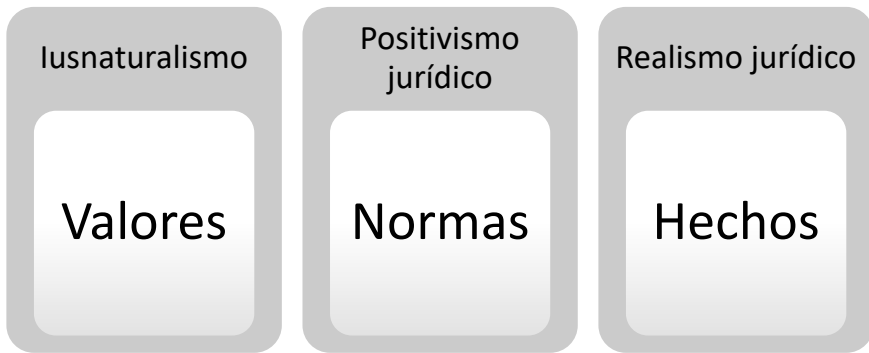 Iusnaturalismo
Valores
Positivismo
jurídico
Normas
Realismo jurídico
Hechos